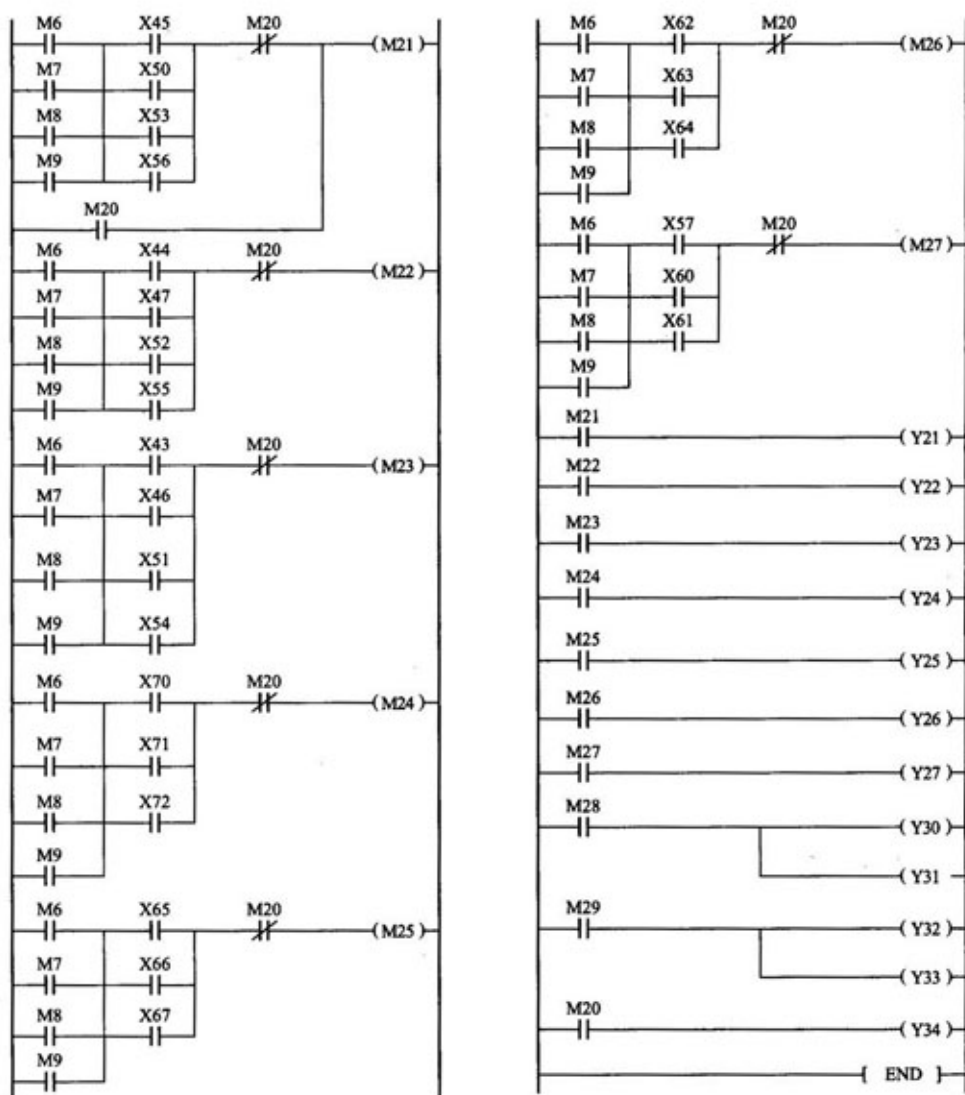 M6 X45 M20
(M21)
M7 X50
M8 X53
M9 X56
M20
M6 X44 M20
(M22)
M7 X47
M8 X52
M9 X55
M6 X43 M20
(M23)
M7 X46
M8 X51
M9 X54
M6 X70 M20
(M24)
M7 X71
M8 X72
M9
M6 X65 M20
(M25)
M7 X66
M8 X67
M9
M6 X62 M20
(M26)
M7 X63
M8 X64
M9
M6 X57 M20
(M27)
M7 X60
M8 X61
M9
M21
(Y21)
M22
(Y22)
M23
(Y23)
M24
(Y24)
M25
(Y25)
M26
(Y26)
M27
(Y27)
M28
(Y30)
(Y31)
M29
(Y32)
(Y33)
M20
(Y34)
[ END ]